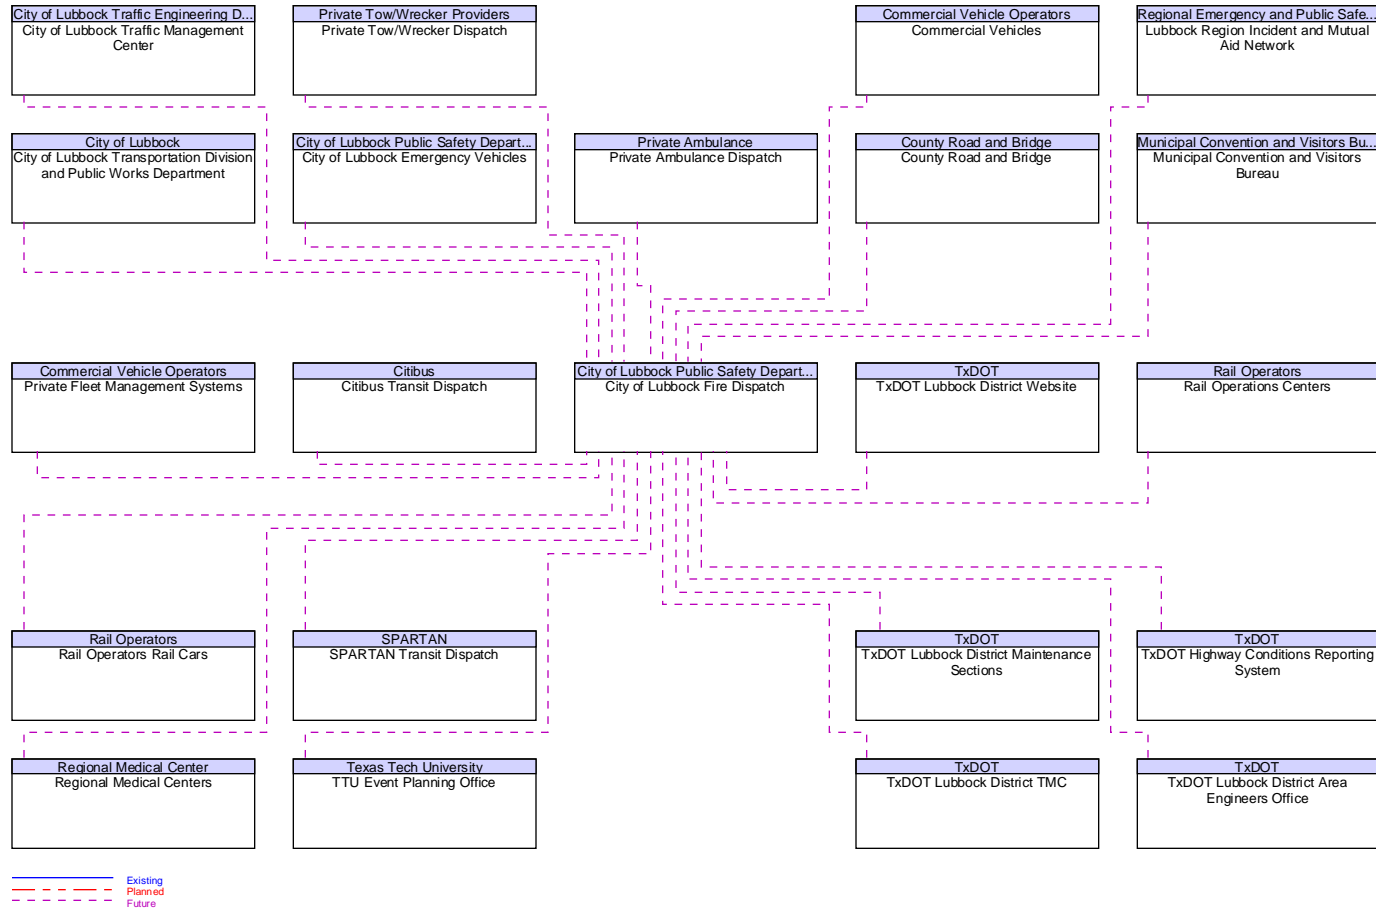 City of Lubbock Traffic Engineering D...
City of Lubbock Traffic Management
Center
Private Tow/Wrecker Providers
Private Tow/Wrecker Dispatch
Commercial Vehicle Operators
Commercial Vehicles
Regional Emergency and Public Safe...
Lubbock Region Incident and Mutual
Aid Network
City of Lubbock
City of Lubbock Transportation Division
and Public Works Department
City of Lubbock Public Safety Depart...
City of Lubbock Emergency Vehicles
Private Ambulance
Private Ambulance Dispatch
County Road and Bridge
County Road and Bridge
Municipal Convention and Visitors Bu...
Municipal Convention and Visitors
Bureau
Commercial Vehicle Operators
Private Fleet Management Systems
Citibus
Citibus Transit Dispatch
City of Lubbock Public Safety Depart...
City of Lubbock Fire Dispatch
TxDOT
TxDOT Lubbock District Website
Rail Operators
Rail Operations Centers
Rail Operators
Rail Operators Rail Cars
SPARTAN
SPARTAN Transit Dispatch
TxDOT
TxDOT Lubbock District Maintenance
Sections
TxDOT
TxDOT Highway Conditions Reporting
System
Regional Medical Center
Regional Medical Centers
Texas Tech University
TTU Event Planning Office
TxDOT
TxDOT Lubbock District TMC
TxDOT
TxDOT Lubbock District Area
Engineers Office
Existing
Planned
Future